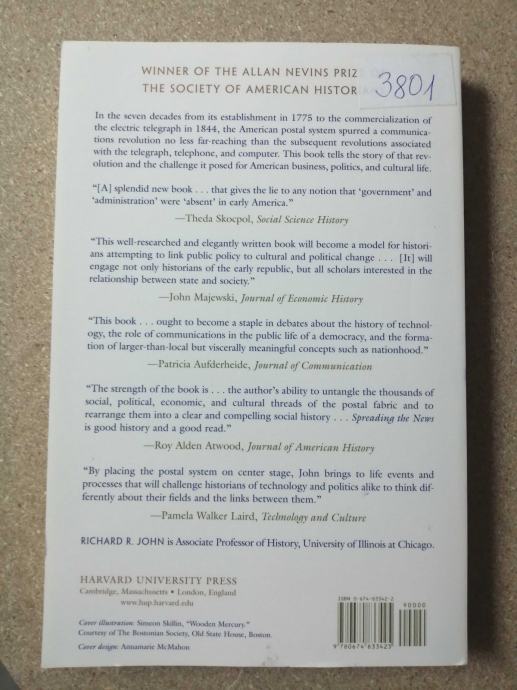 WINNER OF THE ALLAN NEVINS PRIZ
3801
THE SOCIETY OF AMERICAN HISTOR
In the seven decades from its establishment in 1775 to the commercialization of
the electric telegraph in 1844, the American postal system spurred a communica-
tions revolution no less far-reaching than the subsequent revolutions associated
with the telegraph, telephone, and computer. This book tells the story of that rev-
olution and the challenge it posed for American business, politics, and cultural life.
“[A] splendid new book . . . that gives the lie to any notion that ‘government’ and
‘administration’ were ‘absent’ in early America.”
—Theda Skocpol, Social Science History
“This well-researched and elegantly written book will become a model for histori-
ans attempting to link public policy to cultural and political change . . . [It] will
engage not only historians of the early republic, but all scholars interested in the
relationship between state and society.”
—John Majewski, Journal of Economic History
“This book . . . ought to become a staple in debates about the history of technol-
ogy, the role of communications in the public life of a democracy, and the forma-
tion of larger-than-local but viscerally meaningful concepts such as nationhood.”
—Patricia Aufderheide, Journal of Communication
“The strength of the book is . . . the author’s ability to untangle the thousands of
social, political, economic, and cultural threads of the postal fabric and to
rearrange them into a clear and compelling social history . . . Spreading the News
is good history and a good read.”
—Roy Alden Atwood, Journal of American History
“By placing the postal system on center stage, John brings to life events and
processes that will challenge historians of technology and politics alike to think dif-
ferently about their fields and the links between them.”
—Pamela Walker Laird, Technology and Culture
RICHARD R. JOHN is Associate Professor of History, University of Illinois at Chicago.
HARVARD UNIVERSITY PRESS
Cambridge, Massachusetts • London, England
www.hup.harvard.edu
ISBN 0-674-83342-2
90000
9 780674 833423
Cover illustration: Simeon Skillin, “Wooden Mercury.”
Courtesy of The Bostonian Society, Old State House, Boston.
Cover design: Annamarie McMahon